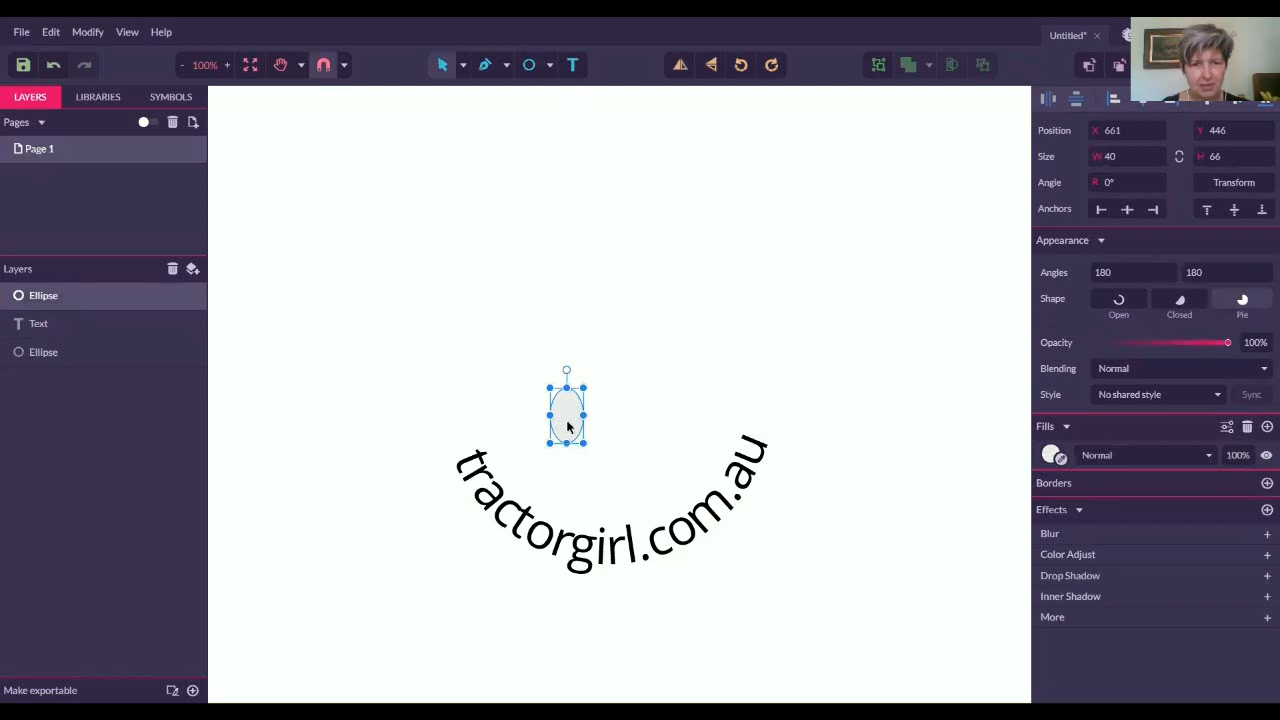 File Edit Modify View Help
Untitled*
- 100% +
T
LAYERS LIBRARIES SYMBOLS
Pages
Page 1
Layers
Ellipse
T Text
Ellipse
Make exportable
tractorgirl.com.au
Position X 661 Y 446
Size W 40 H 66
Angle R 0° Transform
Anchors
Appearance
Angles 180 180
Shape
Open Closed Pie
Opacity 100%
Blending Normal
Style No shared style Sync
Fills
Normal 100%
Borders
Effects
Blur +
Color Adjust +
Drop Shadow +
Inner Shadow +
More +